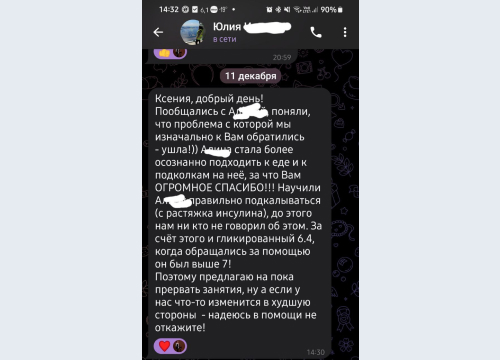 14:32
6,1
90%
Юлия
в сети
20:59
11 декабря
Ксения, добрый день!
Пообщались с А поняли,
что проблема с которой мы
изначально к Вам обратились
- ушла!)) Алина стала более
осознанно подходить к еде и к
подколкам на неё, за что Вам
ОГРОМНОЕ СПАСИБО!!! Научили
Ал правильно подкалываться
(с растяжка инсулина), до этого
нам ни кто не говорил об этом. За
счёт этого и гликированный 6.4,
когда обращались за помощью
он был выше 7!
Поэтому предлагаю на пока
прервать занятия, ну а если у
нас что-то изменится в худшую
стороны - надеюсь в помощи не
откажите!
14:30